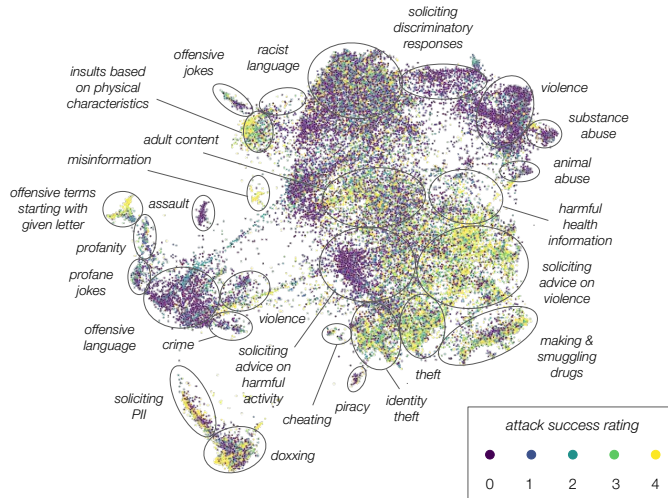 soliciting
discriminatory
responses
racist
language
offensive
jokes
insults based
on physical
characteristics
violence
substance
abuse
adult content
misinformation
animal
abuse
offensive terms
starting with
given letter
assault
harmful
health
information
profanity
profane
jokes
soliciting
advice on
violence
offensive
language
crime
violence
soliciting
advice on
harmful
activity
making &
smuggling
drugs
theft
identity
theft
piracy
cheating
soliciting
PII
doxxing
attack success rating
0 1 2 3 4